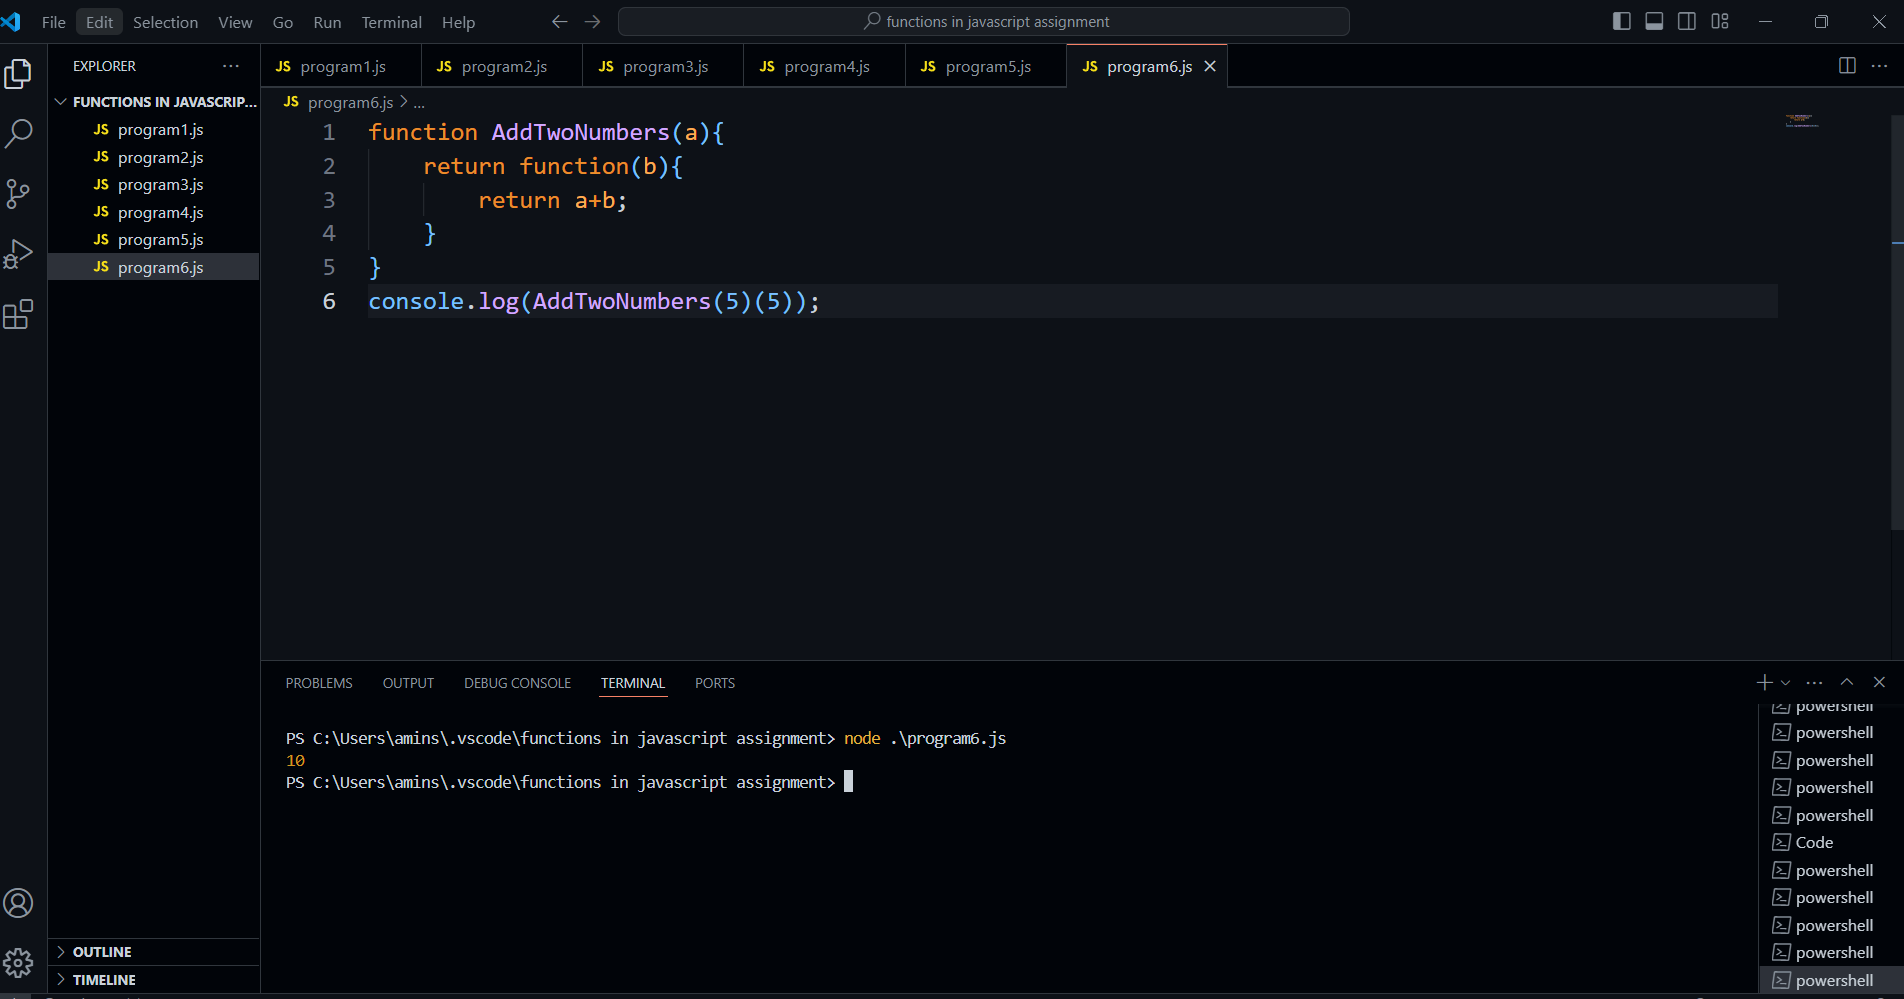 File Edit Selection View Go Run Terminal Help
functions in javascript assignment
EXPLORER
FUNCTIONS IN JAVASCRIP...
JS program1.js
JS program2.js
JS program3.js
JS program4.js
JS program5.js
JS program6.js
OUTLINE
TIMELINE
JS program1.js JS program2.js JS program3.js JS program4.js JS program5.js JS program6.js
JS program6.js > ...
1 function AddTwoNumbers(a){
2 return function(b){
3 return a+b;
4 }
5 }
6 console.log(AddTwoNumbers(5)(5));
PROBLEMS OUTPUT DEBUG CONSOLE TERMINAL PORTS
PS C:\Users\amins\.vscode\functions in javascript assignment> node .\program6.js
10
PS C:\Users\amins\.vscode\functions in javascript assignment>
powershell
powershell
powershell
powershell
powershell
Code
powershell
powershell
powershell
powershell
powershell